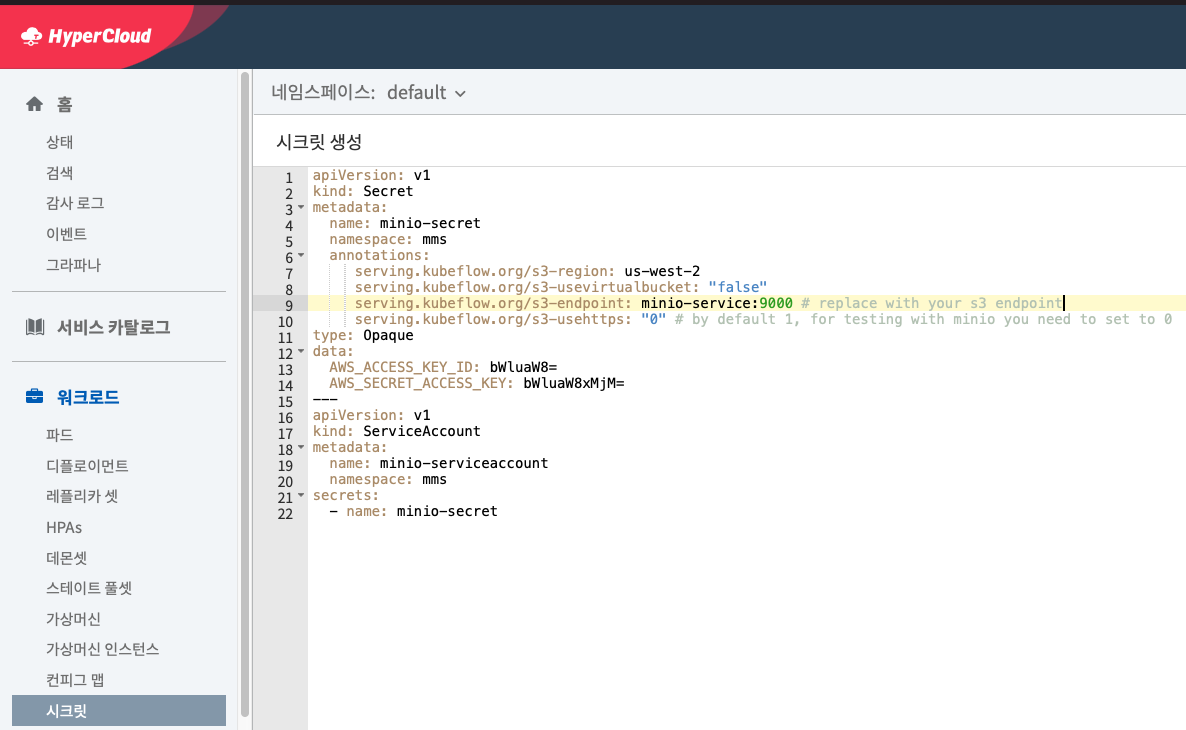 HyperCloud
홈
상태
검색
감사 로그
이벤트
그라파나
서비스 카탈로그
워크로드
파드
디플로이먼트
레플리카 셋
HPAs
데몬셋
스테이트 풀셋
가상머신
가상머신 인스턴스
컨피그 맵
시크릿
네임스페이스: default
시크릿 생성
1 apiVersion: v1
2 kind: Secret
3 metadata:
4   name: minio-secret
5   namespace: mms
6   annotations:
7      serving.kubeflow.org/s3-region: us-west-2
8      serving.kubeflow.org/s3-usevirtualbucket: "false"
9      serving.kubeflow.org/s3-endpoint: minio-service:9000 # replace with your s3 endpoint
10      serving.kubeflow.org/s3-usehttps: "0" # by default 1, for testing with minio you need to set to 0
11 type: Opaque
12 data:
13   AWS_ACCESS_KEY_ID: bWluaW8=
14   AWS_SECRET_ACCESS_KEY: bWluaW8xMjM=
15 ---
16 apiVersion: v1
17 kind: ServiceAccount
18 metadata:
19   name: minio-serviceaccount
20   namespace: mms
21 secrets:
22   - name: minio-secret